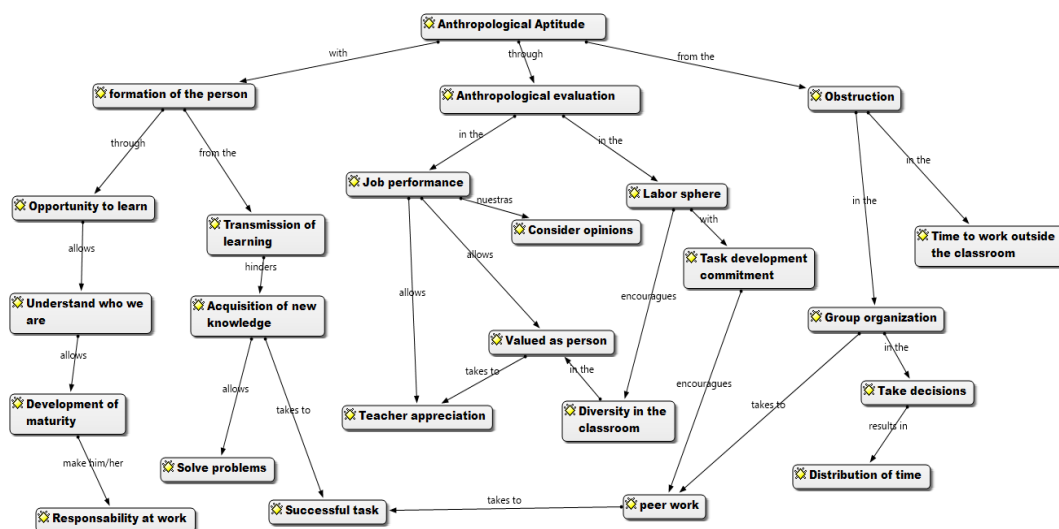 Anthropological Aptitude
with
through
from the
formation of the person
Anthropological evaluation
Obstruction
through
from the
in the
in the
in the
in the
Job performance
Labor sphere
nuestras
Opportunity to learn
Transmission of
learning
Consider opinions
with
Time to work outside
the classroom
allows
hinders
allows
Task development
commitment
allows
encouragues
Understand who we
are
Acquisition of new
knowledge
Group organization
Valued as person
in the
allows
allows
takes to
in the
encouragues
Take decisions
Development of
maturity
takes to
Teacher appreciation
Diversity in the
classroom
takes to
results in
make him/her
Solve problems
Distribution of time
Responsability at work
Successful task
takes to
peer work